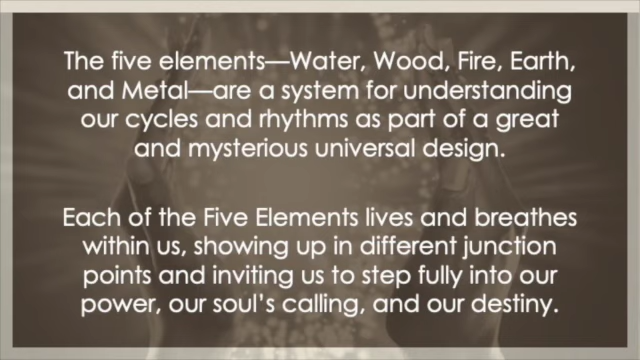 The five elements—Water, Wood, Fire, Earth,
and Metal—are a system for understanding
our cycles and rhythms as part of a great
and mysterious universal design.
Each of the Five Elements lives and breathes
within us, showing up in different junction
points and inviting us to step fully into our
power, our soul's calling, and our destiny.